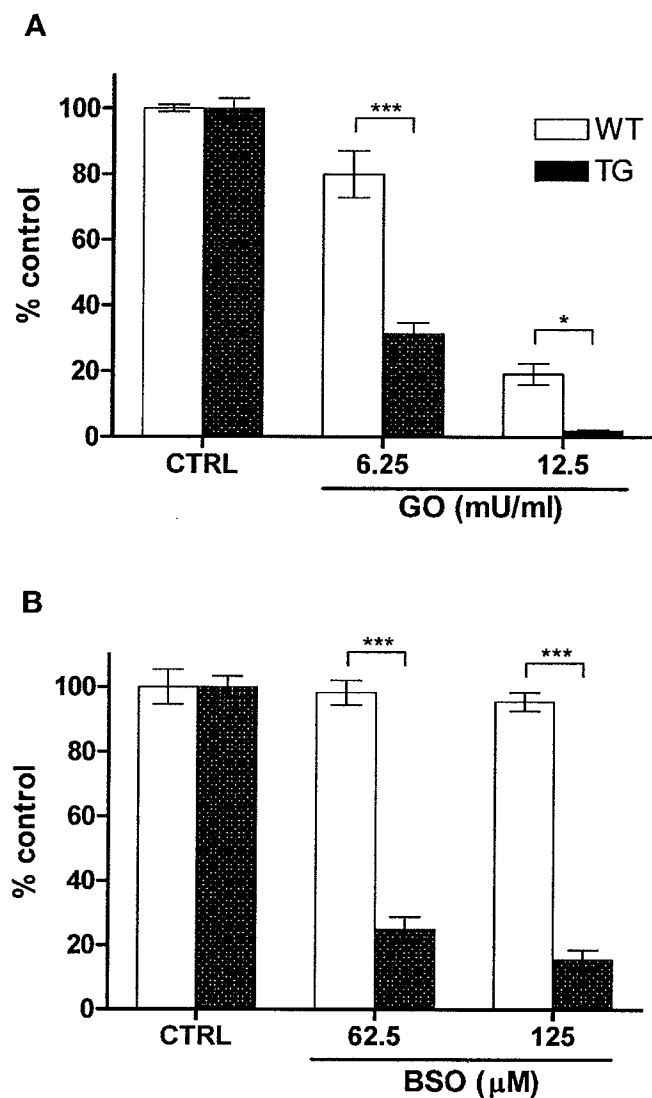 A
***
100
WT
TG
80
60
*
40
20
0
% control
CTRL 6.25 12.5
GO (mU/ml)
B
*** ***
100
80
60
40
20
0
% control
CTRL 62.5 125
BSO (μM)